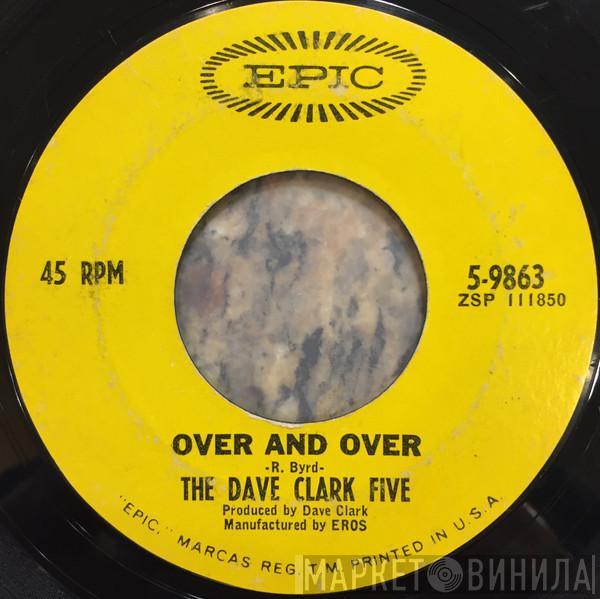 EPIC
45 RPM
5-9863
ZSP 111850
OVER AND OVER
-R. Byrd-
THE DAVE CLARK FIVE
Produced by Dave Clark
Manufactured by EROS
"EPIC," MARCAS REG. T.M. PRINTED IN U.S.A.
МАРКЕТ ВИНИЛА